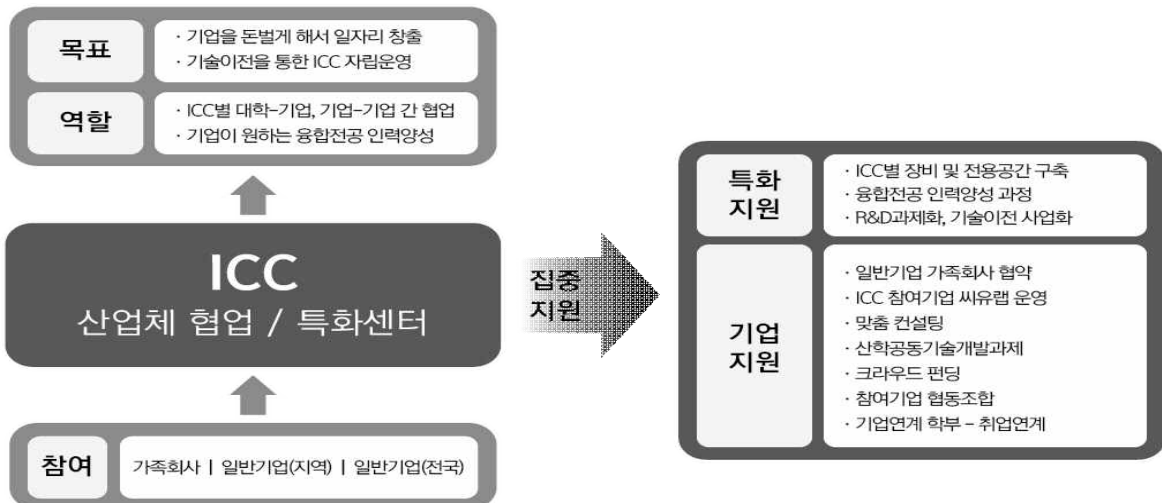 목표
· 기업을 돈벌게 해서 일자리 창출
· 기술이전을 통한 ICC 자립운영
역할
· ICC별 대학-기업, 기업-기업 간 협업
· 기업이 원하는 융합전공 인력양성
ICC
산업체 협업 / 특화센터
참여
가족회사 | 일반기업(지역) | 일반기업(전국)
집중
지원
특화
지원
· ICC별 장비 및 전용공간 구축
· 융합전공 인력양성 과정
· R&D과제화, 기술이전 사업화
기업
지원
· 일반기업 가족회사 협약
· ICC 참여기업 씨유랩 운영
· 맞춤 컨설팅
· 산학공동기술개발과제
· 크라우드 펀딩
· 참여기업 협동조합
· 기업연계 학부 - 취업연계